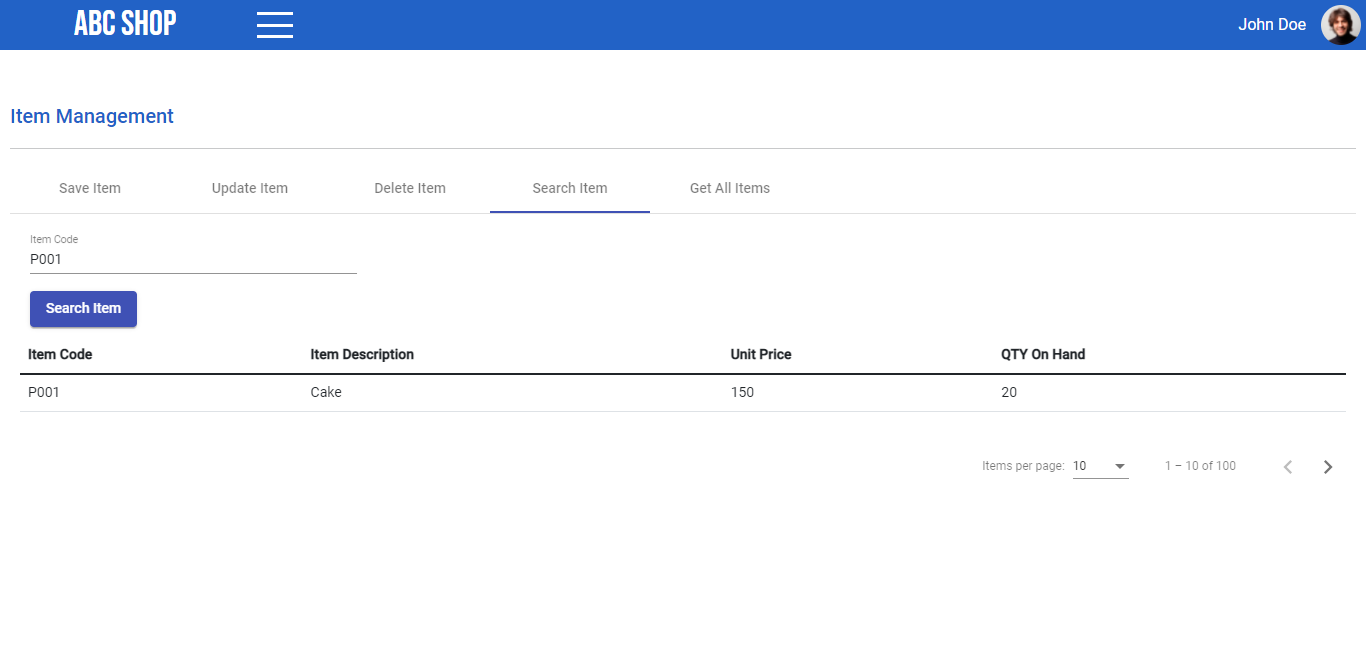 ABC SHOP
John Doe
Item Management
Save Item Update Item Delete Item Search Item Get All Items
Item Code
P001
Search Item
Item Code Item Description Unit Price QTY On Hand
P001 Cake 150 20
Items per page: 10 1 – 10 of 100